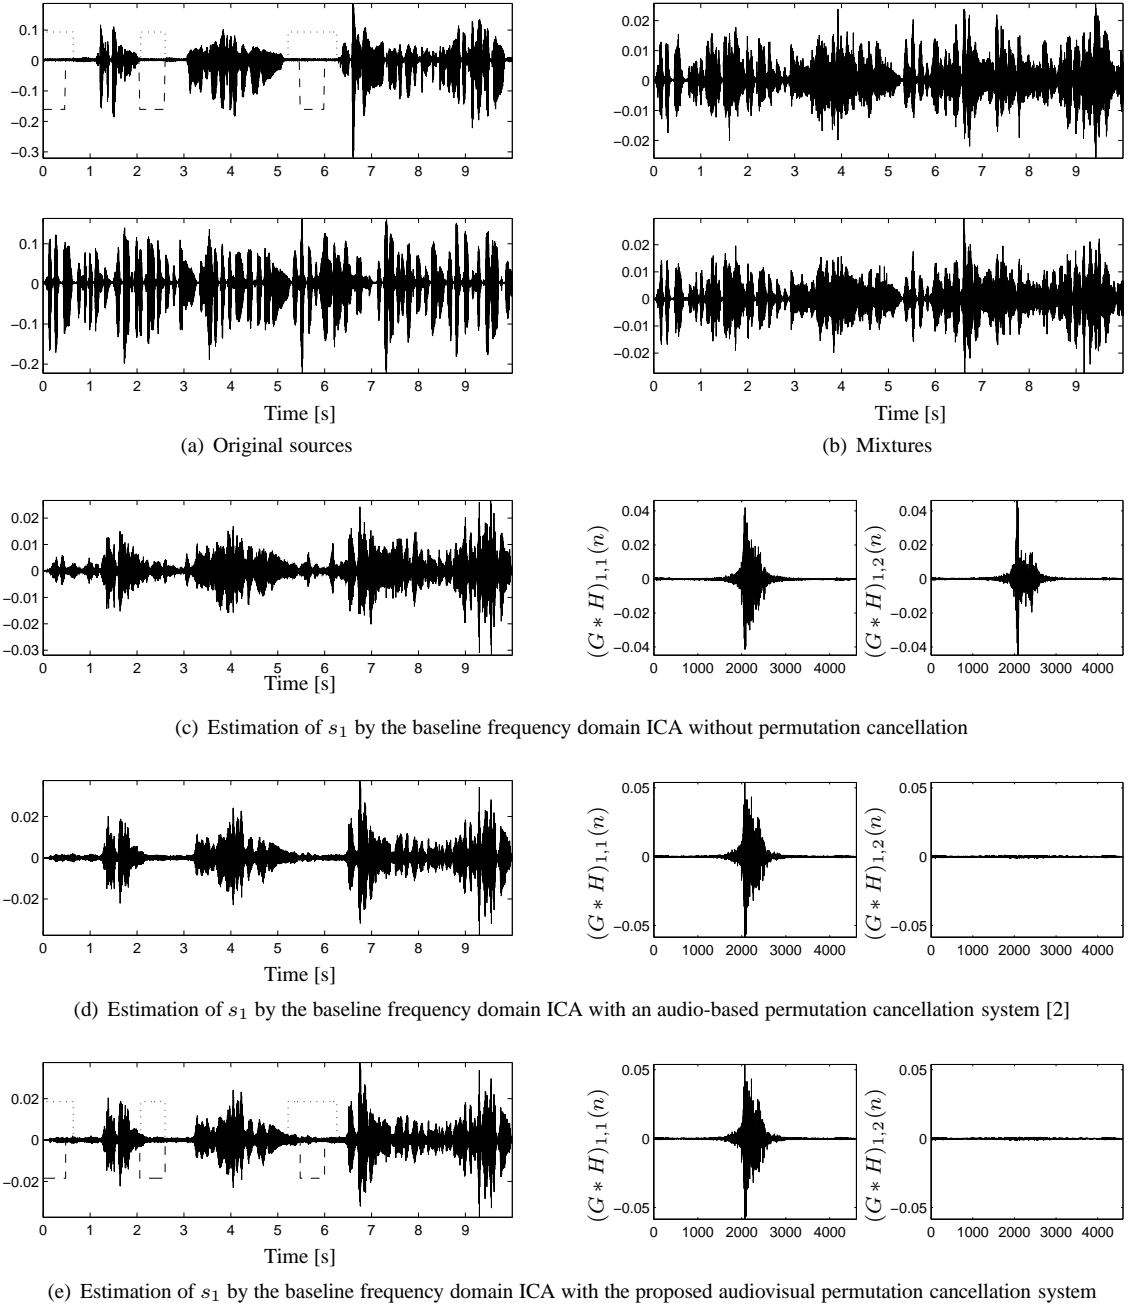 0.1
0
−0.1
−0.2
−0.3
0 1 2 3 4 5 6 7 8 9
0.1
0
−0.1
−0.2
0 1 2 3 4 5 6 7 8 9
Time [s]
(a) Original sources
0.02
0.01
0
−0.01
−0.02
0 1 2 3 4 5 6 7 8 9
0.02
0.01
0
−0.01
−0.02
0 1 2 3 4 5 6 7 8 9
Time [s]
(b) Mixtures
0.02
0.01
0
−0.01
−0.02
−0.03
0 1 2 3 4 5 6 7 8 9
Time [s]
(G ∗ H)1,1(n)
0.04
0.02
0
−0.02
−0.04
0 1000 2000 3000 4000
(G ∗ H)1,2(n)
0.04
0.02
0
−0.02
−0.04
0 1000 2000 3000 4000
(c) Estimation of s1 by the baseline frequency domain ICA without permutation cancellation
0.02
0
−0.02
0 1 2 3 4 5 6 7 8 9
Time [s]
(G ∗ H)1,1(n)
0.05
0
−0.05
0 1000 2000 3000 4000
(G ∗ H)1,2(n)
0.05
0
−0.05
0 1000 2000 3000 4000
(d) Estimation of s1 by the baseline frequency domain ICA with an audio-based permutation cancellation system [2]
0.02
0
−0.02
0 1 2 3 4 5 6 7 8 9
Time [s]
(G ∗ H)1,1(n)
0.05
0
−0.05
0 1000 2000 3000 4000
(G ∗ H)1,2(n)
0.05
0
−0.05
0 1000 2000 3000 4000
(e) Estimation of s1 by the baseline frequency domain ICA with the proposed audiovisual permutation cancellation system